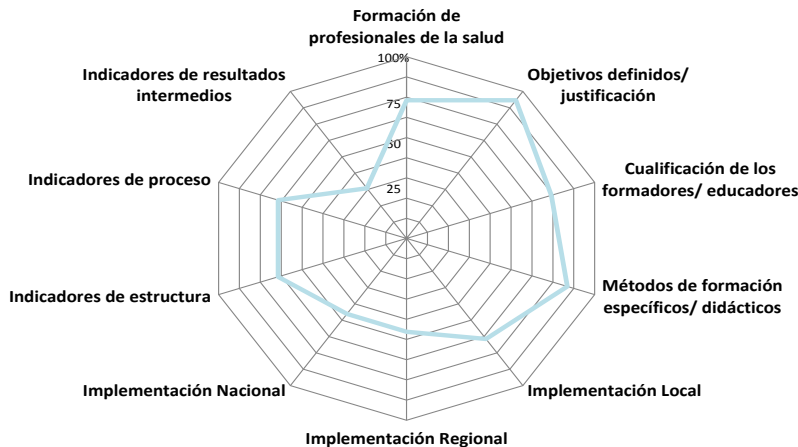 Formación de
profesionales de la salud
100%
75
50
25
Objetivos definidos/
justificación
Cualificación de los
formadores/ educadores
Métodos de formación
específicos/ didácticos
Implementación Local
Implementación Regional
Implementación Nacional
Indicadores de estructura
Indicadores de proceso
Indicadores de resultados
intermedios